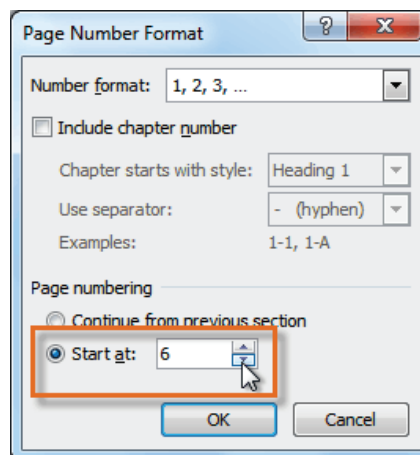 Page Number Format
Number format: 1, 2, 3, ...
Include chapter number
Chapter starts with style: Heading 1
Use separator: - (hyphen)
Examples: 1-1, 1-A
Page numbering
Continue from previous section
Start at: 6
OK Cancel